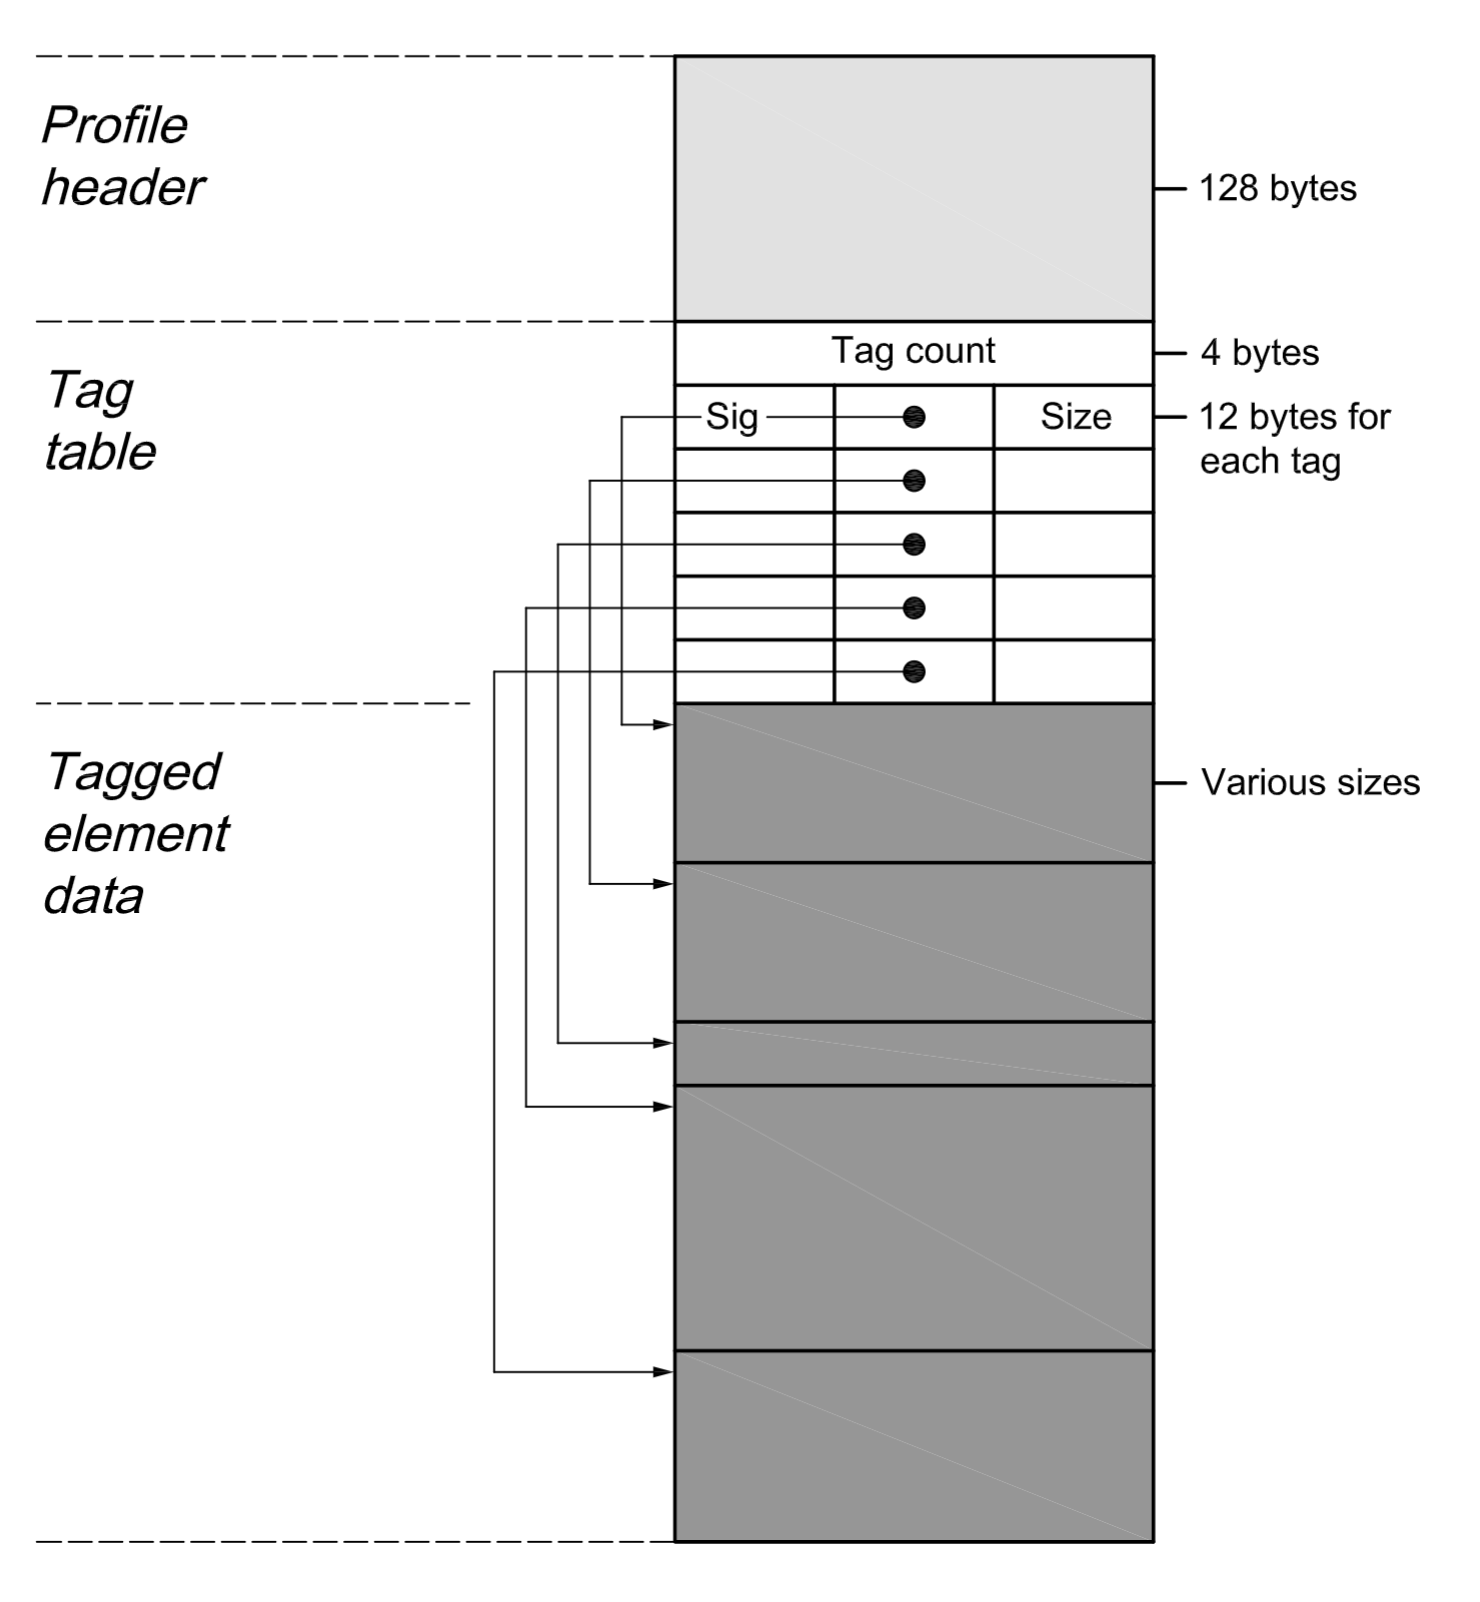 Profile
header
128 bytes
Tag count
4 bytes
Tag
table
Sig
Size
12 bytes for
each tag
Tagged
element
data
Various sizes